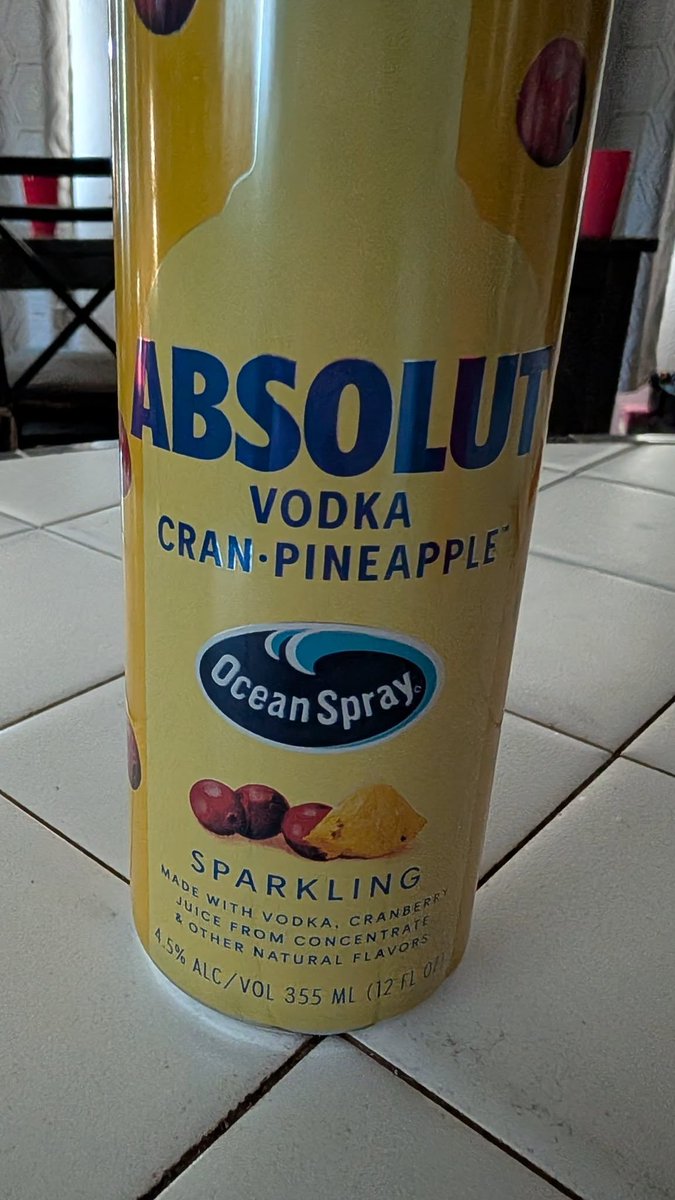 ABSOLUT
VODKA
CRAN•PINEAPPLE™
Ocean Spray®
SPARKLING
MADE WITH VODKA, CRANBERRY
JUICE FROM CONCENTRATE
& OTHER NATURAL FLAVORS
4.5% ALC/VOL 355 ML (12 FL OZ